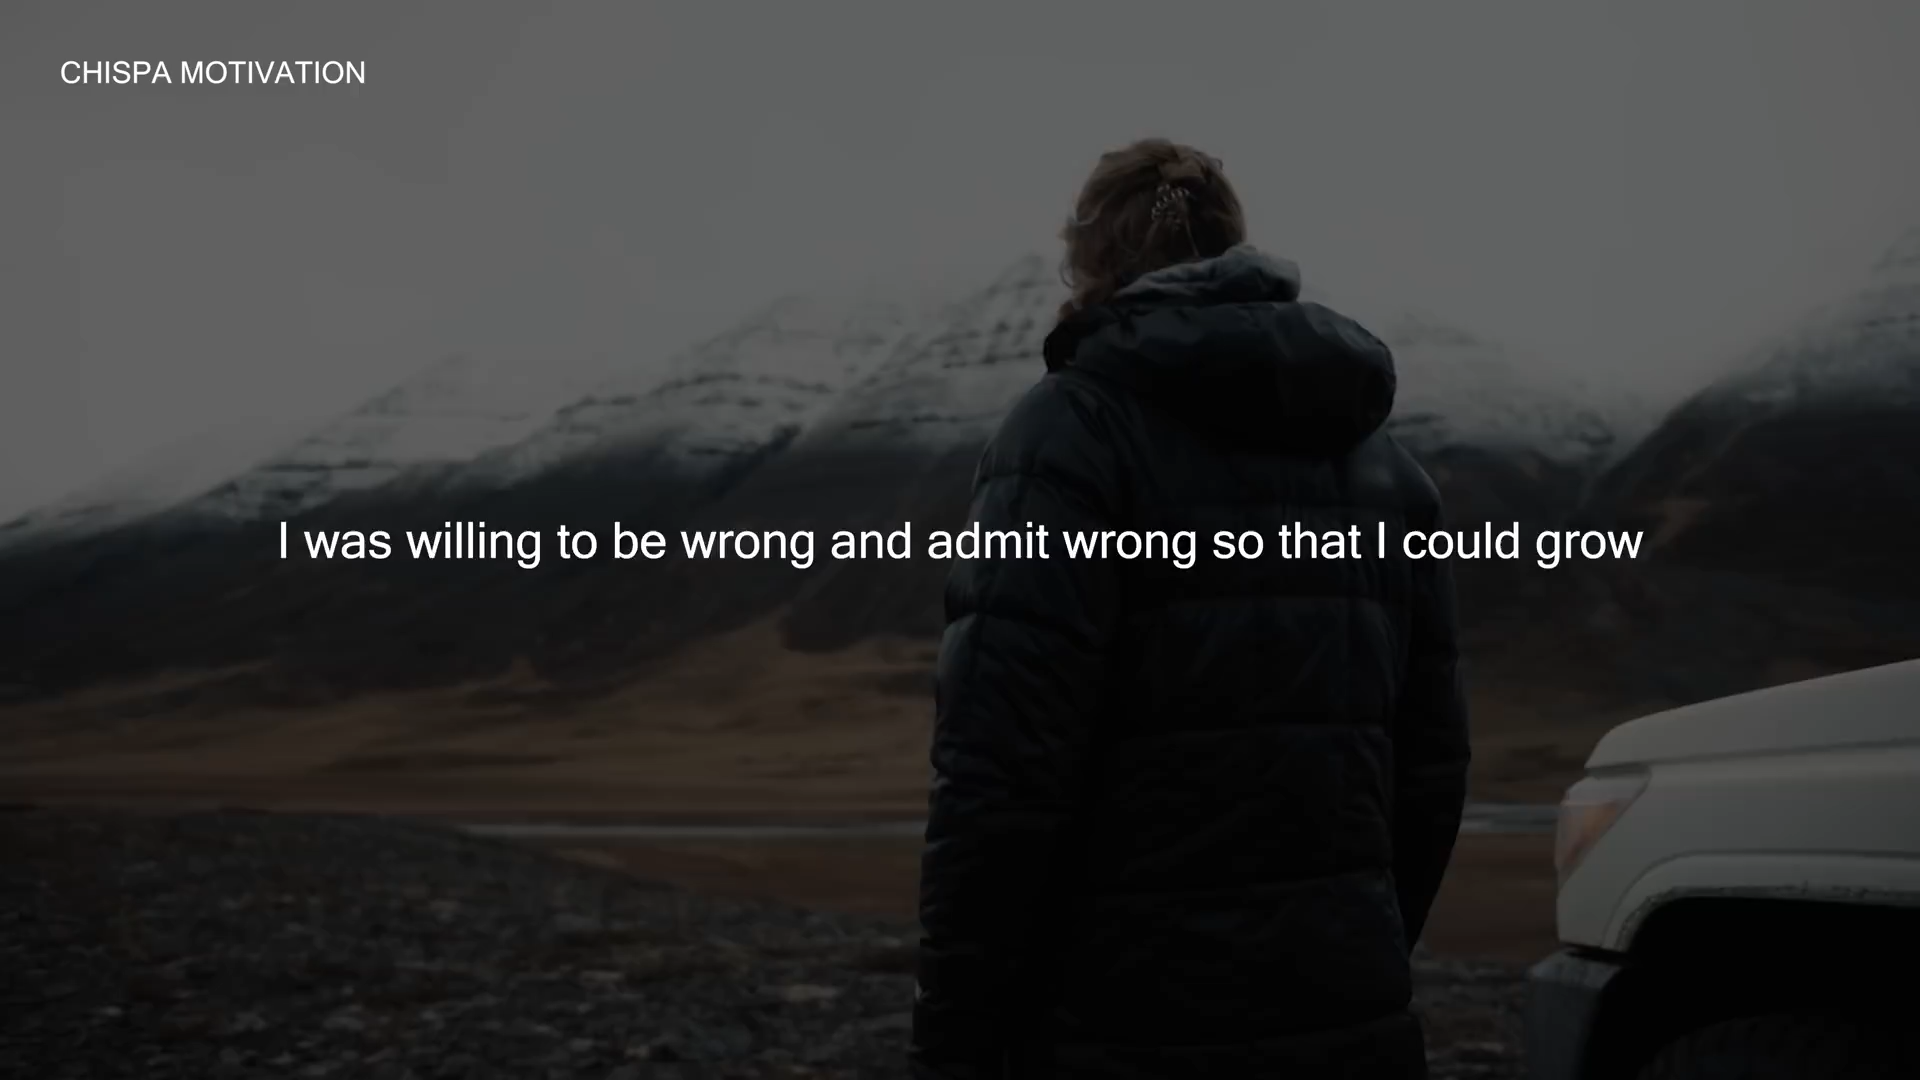 CHISPA MOTIVATION
I was willing to be wrong and admit wrong so that I could grow